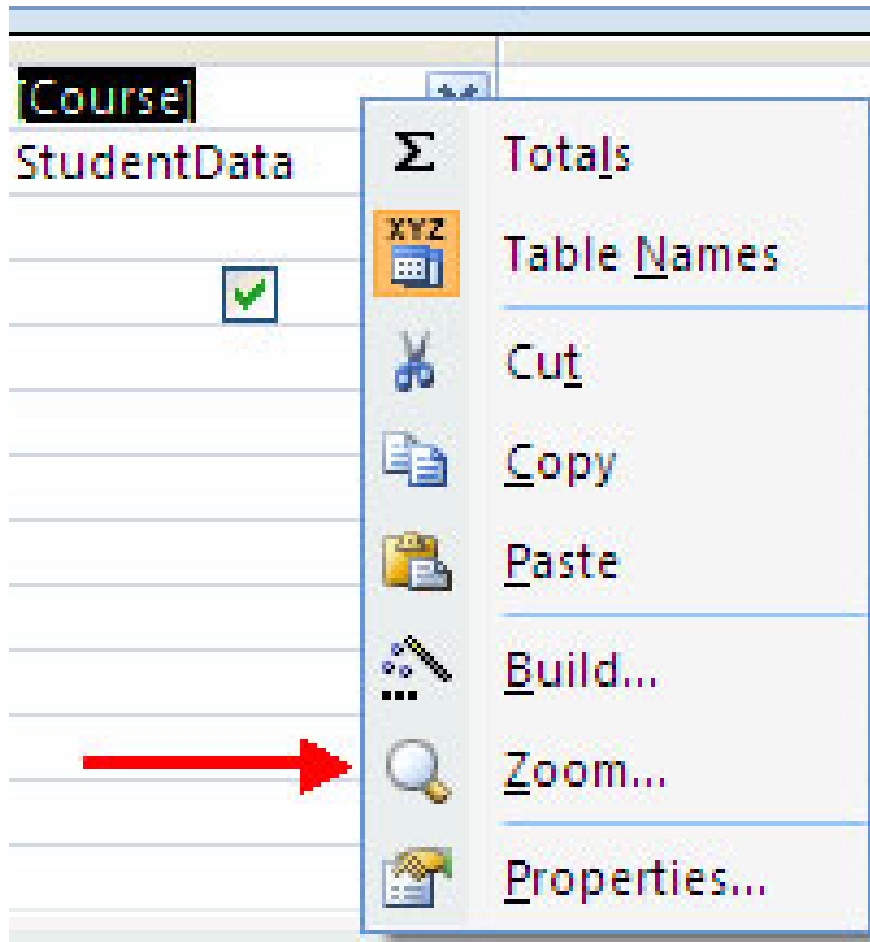 [Course]
StudentData
Σ Totals
XYZ
Table Names
Cut
Copy
Paste
Build...
Zoom...
Properties...